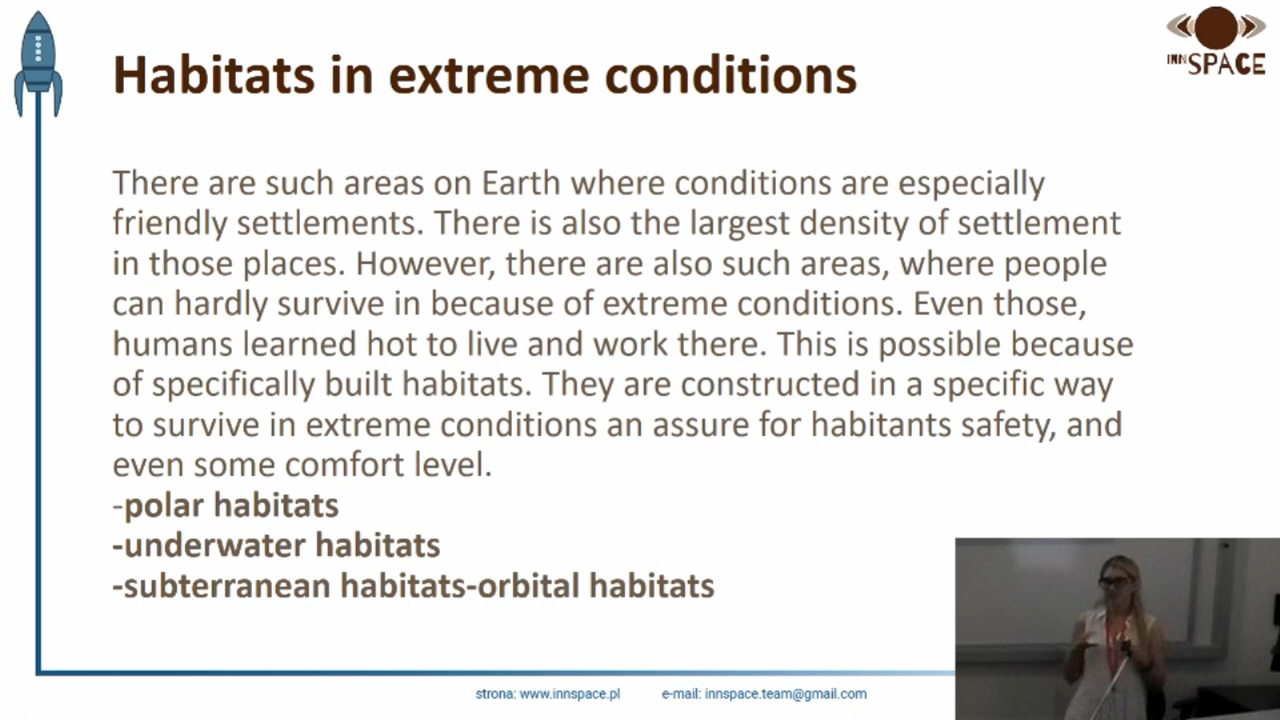 INNSPACE
Habitats in extreme conditions
There are such areas on Earth where conditions are especially
friendly settlements. There is also the largest density of settlement
in those places. However, there are also such areas, where people
can hardly survive in because of extreme conditions. Even those,
humans learned hot to live and work there. This is possible because
of specifically built habitats. They are constructed in a specific way
to survive in extreme conditions an assure for habitants safety, and
even some comfort level.
-polar habitats
-underwater habitats
-subterranean habitats-orbital habitats
strona: www.innspace.pl e-mail: innspace.team@gmail.com